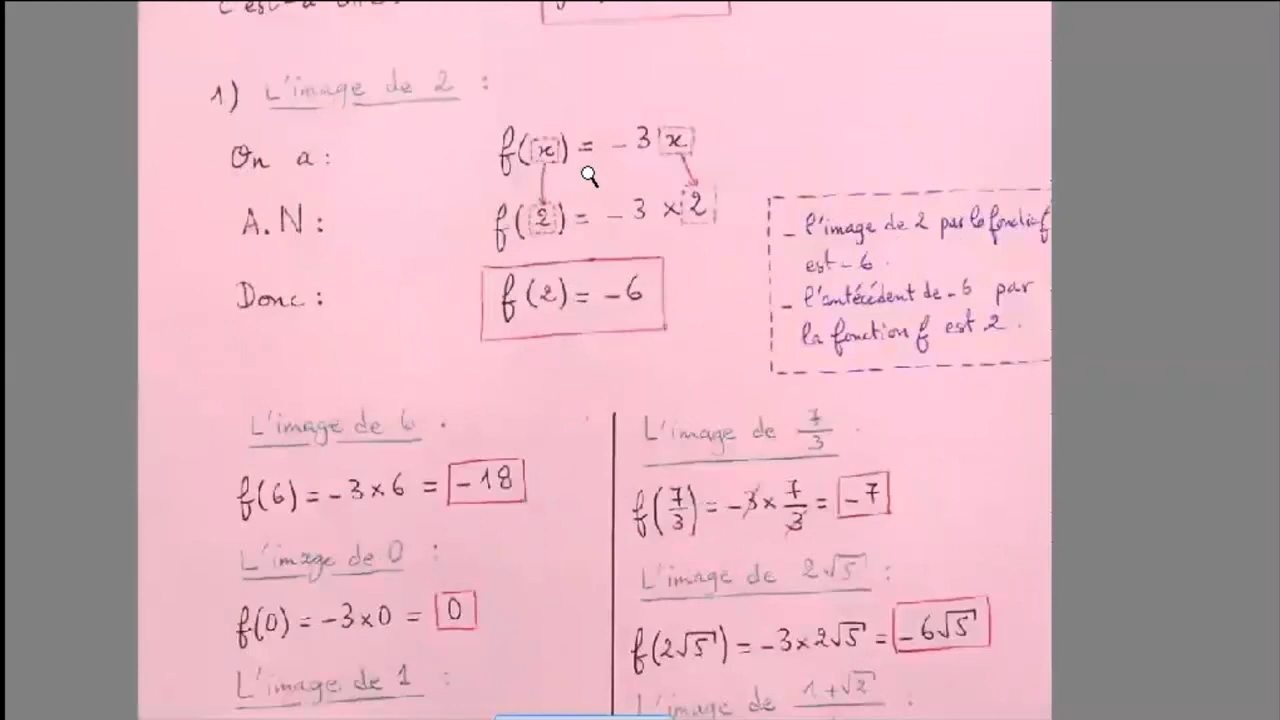 c'est-à dire
1) L'image de 2 :
On a : f(x) = -3x
A.N : f(2) = -3 × 2
Donc : f(2) = -6
- l'image de 2 par la fonction f
est -6.
- l'antécédent de -6 par
la fonction f est 2.
L'image de 6 .
f(6) = -3×6 = -18
L'image de 0 :
f(0) = -3×0 = 0
L'image de 1 :
L'image de 7/3 .
f(7/3) = -3 × 7/3 = -7
L'image de 2√5 :
f(2√5) = -3×2√5 = -6√5
L'image de 1+√2 :